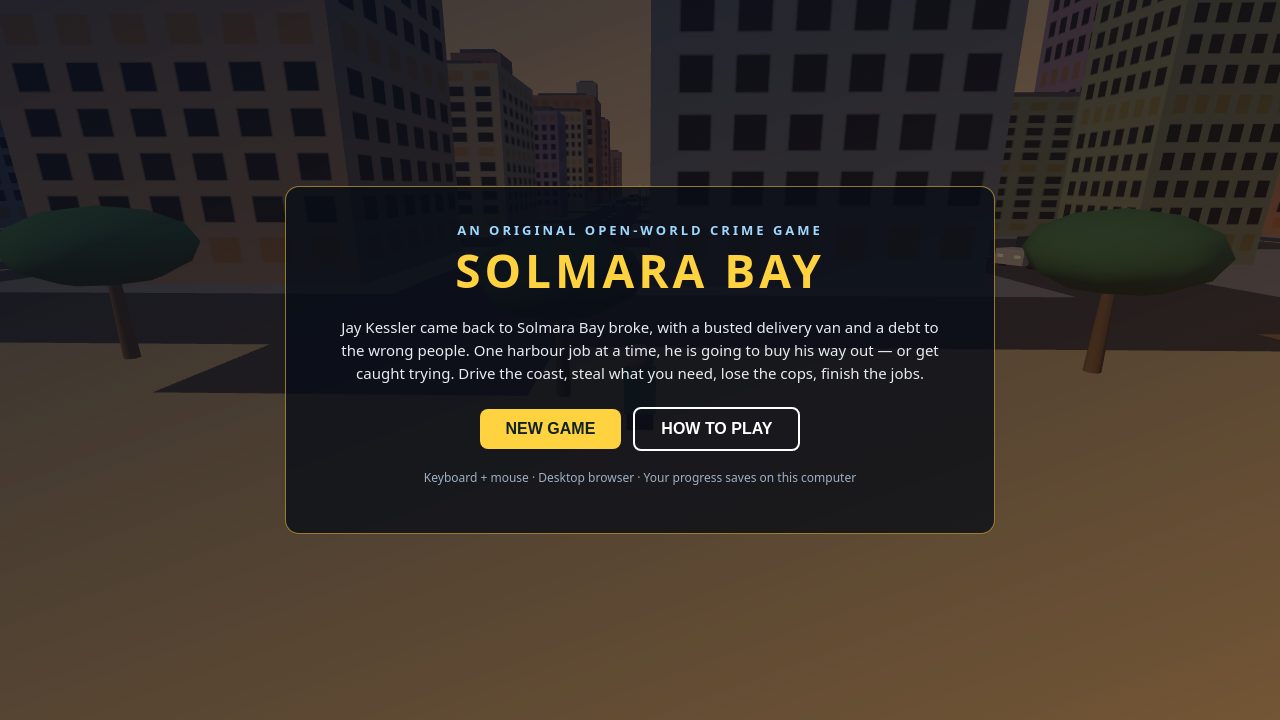 AN ORIGINAL OPEN-WORLD CRIME GAME
SOLMARA BAY
Jay Kessler came back to Solmara Bay broke, with a busted delivery van and a debt to
the wrong people. One harbour job at a time, he is going to buy his way out — or get
caught trying. Drive the coast, steal what you need, lose the cops, finish the jobs.
NEW GAME
HOW TO PLAY
Keyboard + mouse · Desktop browser · Your progress saves on this computer